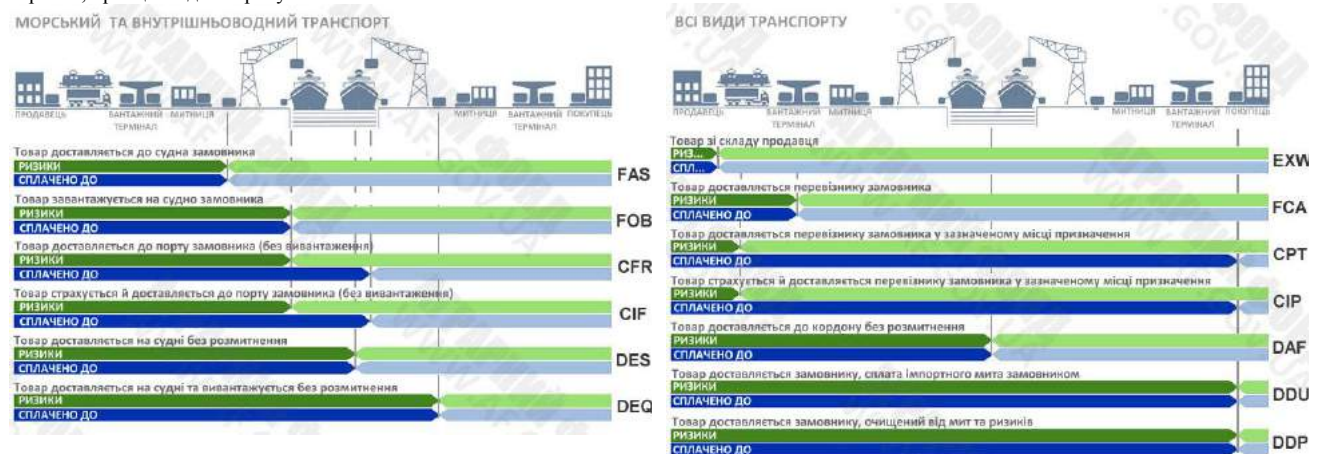 МОРСЬКИЙ ТА ВНУТРІШНЬОВОДНИЙ ТРАНСПОРТ
ПРОДАВЕЦЬ ВАНТАЖНИЙ ТЕРМІНАЛ МИТНИЦЯ МИТНИЦЯ ВАНТАЖНИЙ ТЕРМІНАЛ ПОКУПЕЦЬ
Товар доставляється до судна замовника
РИЗИКИ
СПЛАЧЕНО ДО
FAS
Товар завантажується на судно замовника
РИЗИКИ
СПЛАЧЕНО ДО
FOB
Товар доставляється до порту замовника (без вивантаження)
РИЗИКИ
СПЛАЧЕНО ДО
CFR
Товар страхується й доставляється до порту замовника (без вивантаження)
РИЗИКИ
СПЛАЧЕНО ДО
CIF
Товар доставляється на судні без розмитнення
РИЗИКИ
СПЛАЧЕНО ДО
DES
Товар доставляється на судні та вивантажується без розмитнення
РИЗИКИ
СПЛАЧЕНО ДО
DEQ
ВСІ ВИДИ ТРАНСПОРТУ
ПРОДАВЕЦЬ ВАНТАЖНИЙ ТЕРМІНАЛ МИТНИЦЯ МИТНИЦЯ ВАНТАЖНИЙ ТЕРМІНАЛ ПОКУПЕЦЬ
Товар зі складу продавця
РИЗ...
СПЛ...
EXW
Товар доставляється перевізнику замовника
РИЗИКИ
СПЛАЧЕНО ДО
FCA
Товар доставляється перевізнику замовника у зазначеному місці призначення
РИЗИКИ
СПЛАЧЕНО ДО
CPT
Товар страхується й доставляється перевізнику замовника у зазначеному місці призначення
РИЗИКИ
СПЛАЧЕНО ДО
CIP
Товар доставляється до кордону без розмитнення
РИЗИКИ
СПЛАЧЕНО ДО
DAF
Товар доставляється замовнику, сплата імпортного мита замовником
РИЗИКИ
СПЛАЧЕНО ДО
DDU
Товар доставляється замовнику, очищений від мит та ризиків
РИЗИКИ
СПЛАЧЕНО ДО
DDP